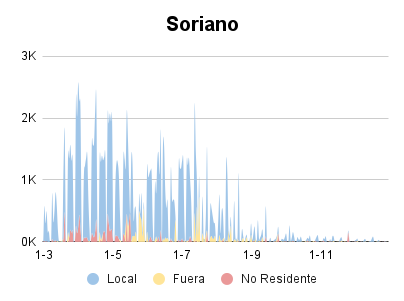 Soriano
3K
2K
1K
0K
1-3 1-5 1-7 1-9 1-11
Local Fuera No Residente